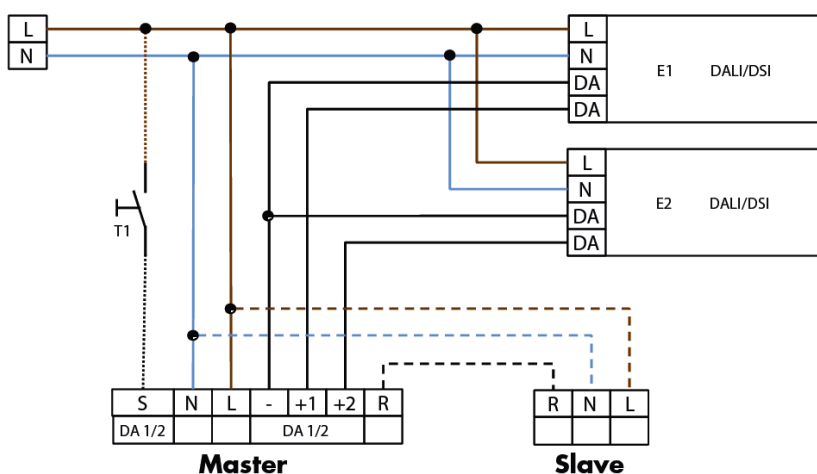 L
N
L
N
DA
DA
E1 DALI/DSI
L
N
DA
DA
E2 DALI/DSI
T1
S N L - +1 +2 R
DA 1/2 DA 1/2
Master
R N L
Slave